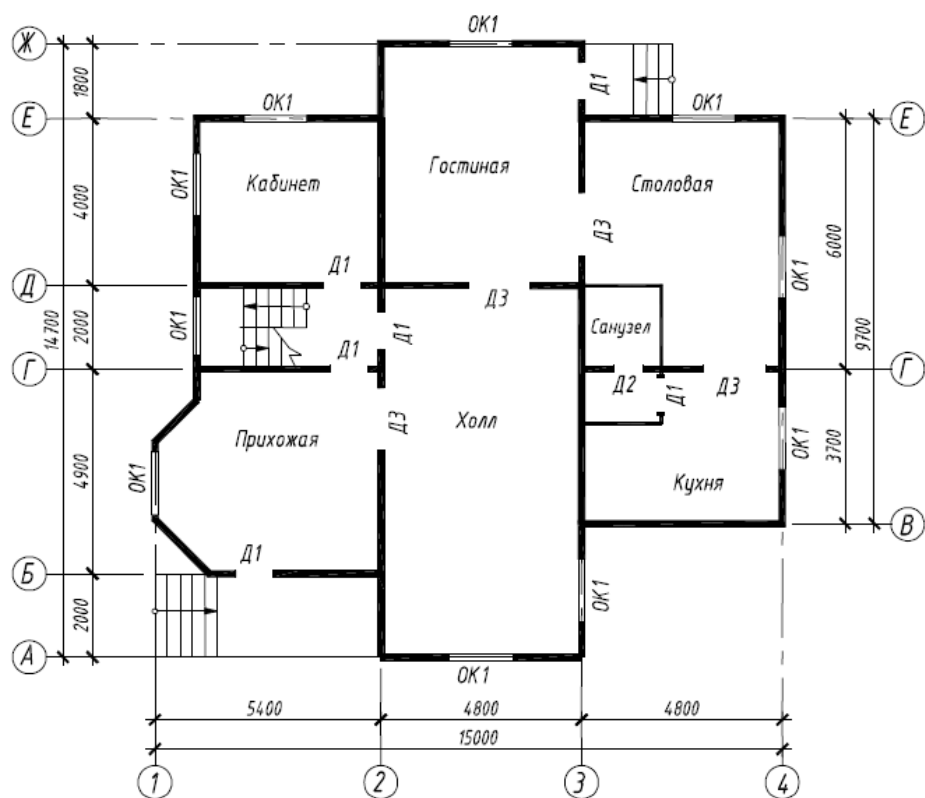 ОК1
Ж
1800
Д1
ОК1
ОК1
Е
Е
Гостиная
Кабинет
Столовая
ОК1
4000
Д3
6000
Д1
ОК1
Д
Д3
14700
2000
ОК1
Д1
Санузел
9700
Д1
Г
Г
Д2
Д1
Д3
Д3
Холл
Прихожая
ОК1
3700
4900
ОК1
Кухня
В
Д1
Б
ОК1
2000
А
ОК1
5400
4800
4800
15000
1
2
3
4